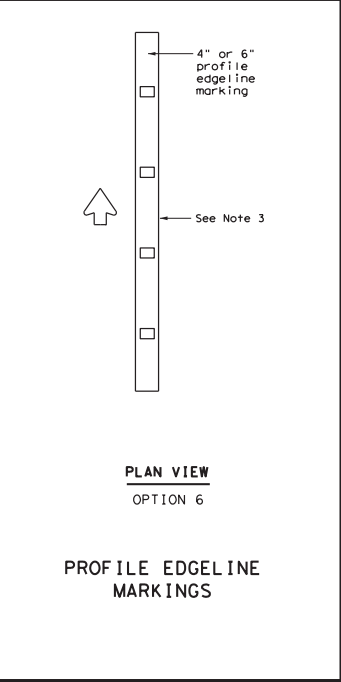 4" or 6"
profile
edgeline
marking
See Note 3
PLAN VIEW
OPTION 6
PROFILE EDGELINE
MARKINGS